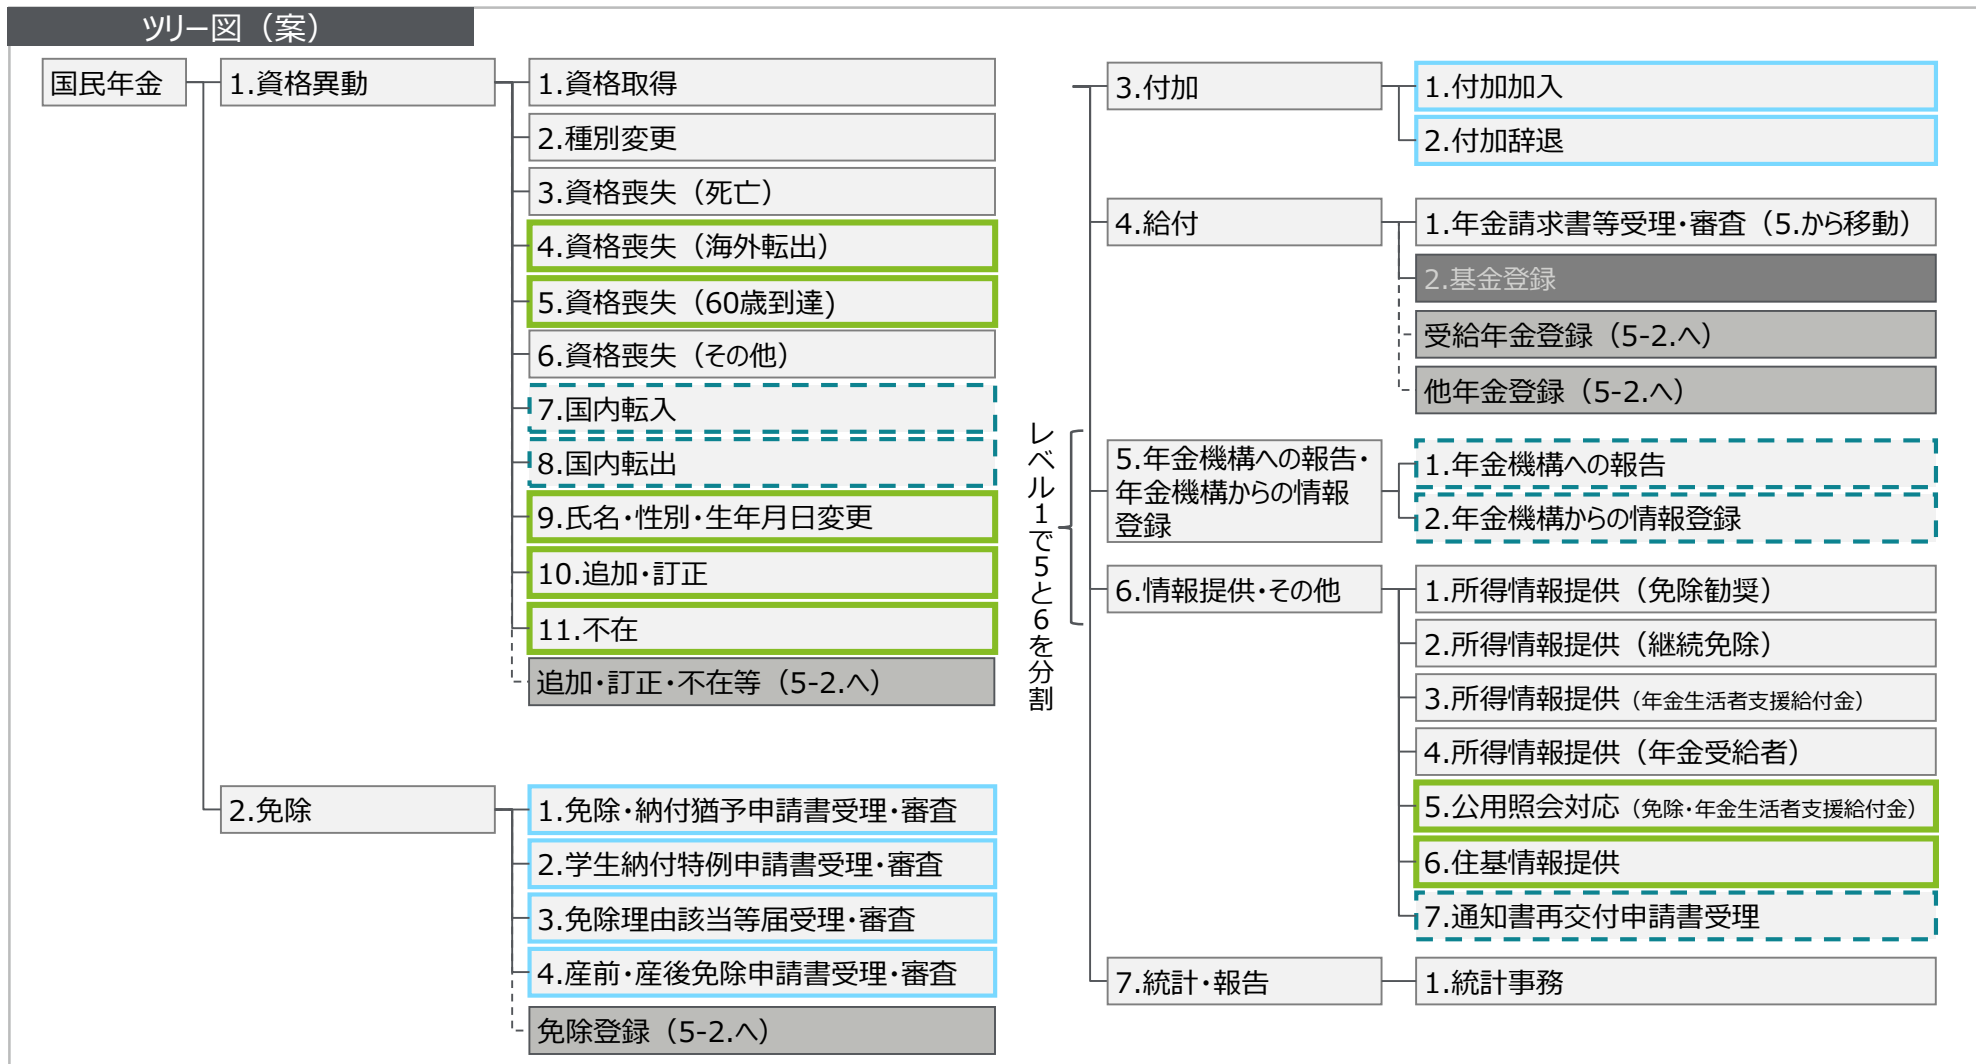 ツリー図（案）
国民年金
1.資格異動
1.資格取得
2.種別変更
3.資格喪失（死亡）
4.資格喪失（海外転出）
5.資格喪失（60歳到達)
6.資格喪失（その他）
7.国内転入
8.国内転出
9.氏名・性別・生年月日変更
10.追加・訂正
11.不在
追加・訂正・不在等（5-2.へ）
2.免除
1.免除・納付猶予申請書受理・審査
2.学生納付特例申請書受理・審査
3.免除理由該当等届受理・審査
4.産前・産後免除申請書受理・審査
免除登録（5-2.へ）
3.付加
1.付加加入
2.付加辞退
4.給付
1.年金請求書等受理・審査（5.から移動）
2.基金登録
受給年金登録（5-2.へ）
他年金登録（5-2.へ）
レベル1で5と6を分割
5.年金機構への報告・
年金機構からの情報
登録
1.年金機構への報告
2.年金機構からの情報登録
6.情報提供・その他
1.所得情報提供（免除勧奨）
2.所得情報提供（継続免除）
3.所得情報提供（年金生活者支援給付金）
4.所得情報提供（年金受給者）
5.公用照会対応（免除・年金生活者支援給付金）
6.住基情報提供
7.通知書再交付申請書受理
7.統計・報告
1.統計事務